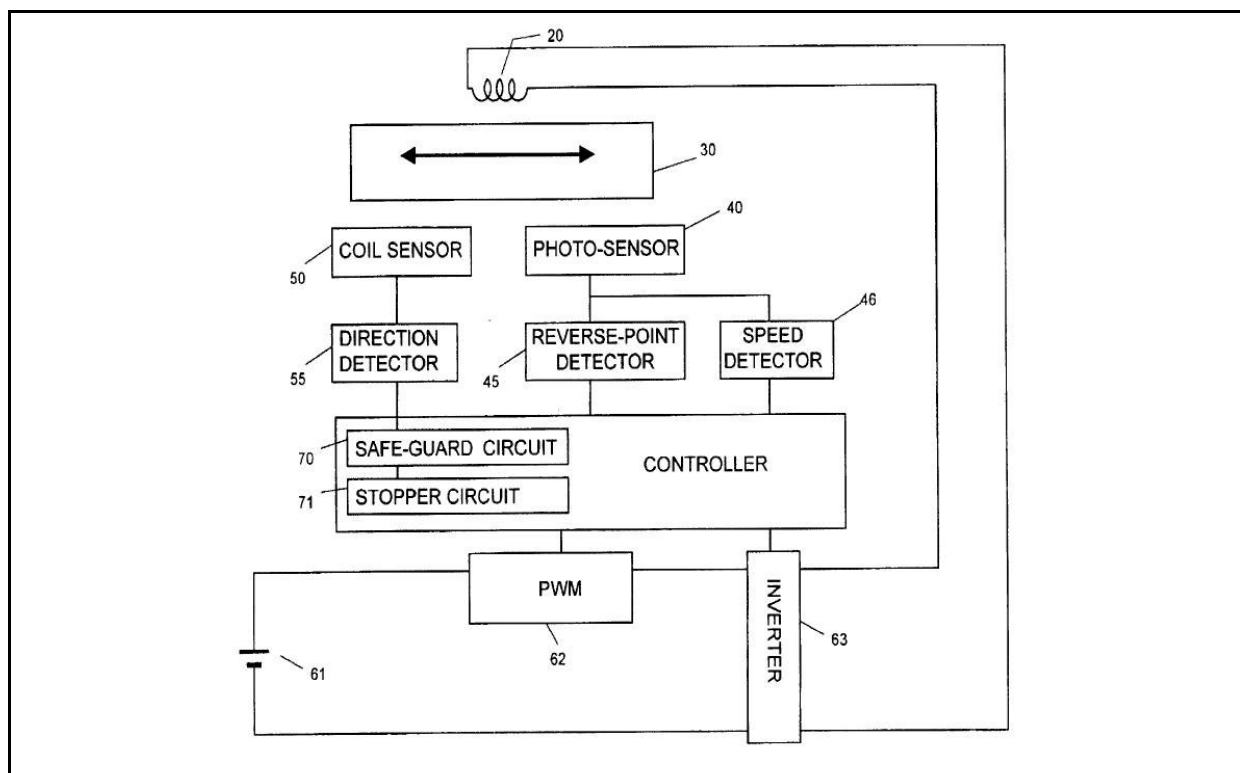 20
30
40
COIL SENSOR
PHOTO-SENSOR
50
46
DIRECTION
DETECTOR
REVERSE-POINT
DETECTOR
SPEED
DETECTOR
55
45
70
SAFE-GUARD CIRCUIT
CONTROLLER
71
STOPPER CIRCUIT
PWM
INVERTER
62
63
61